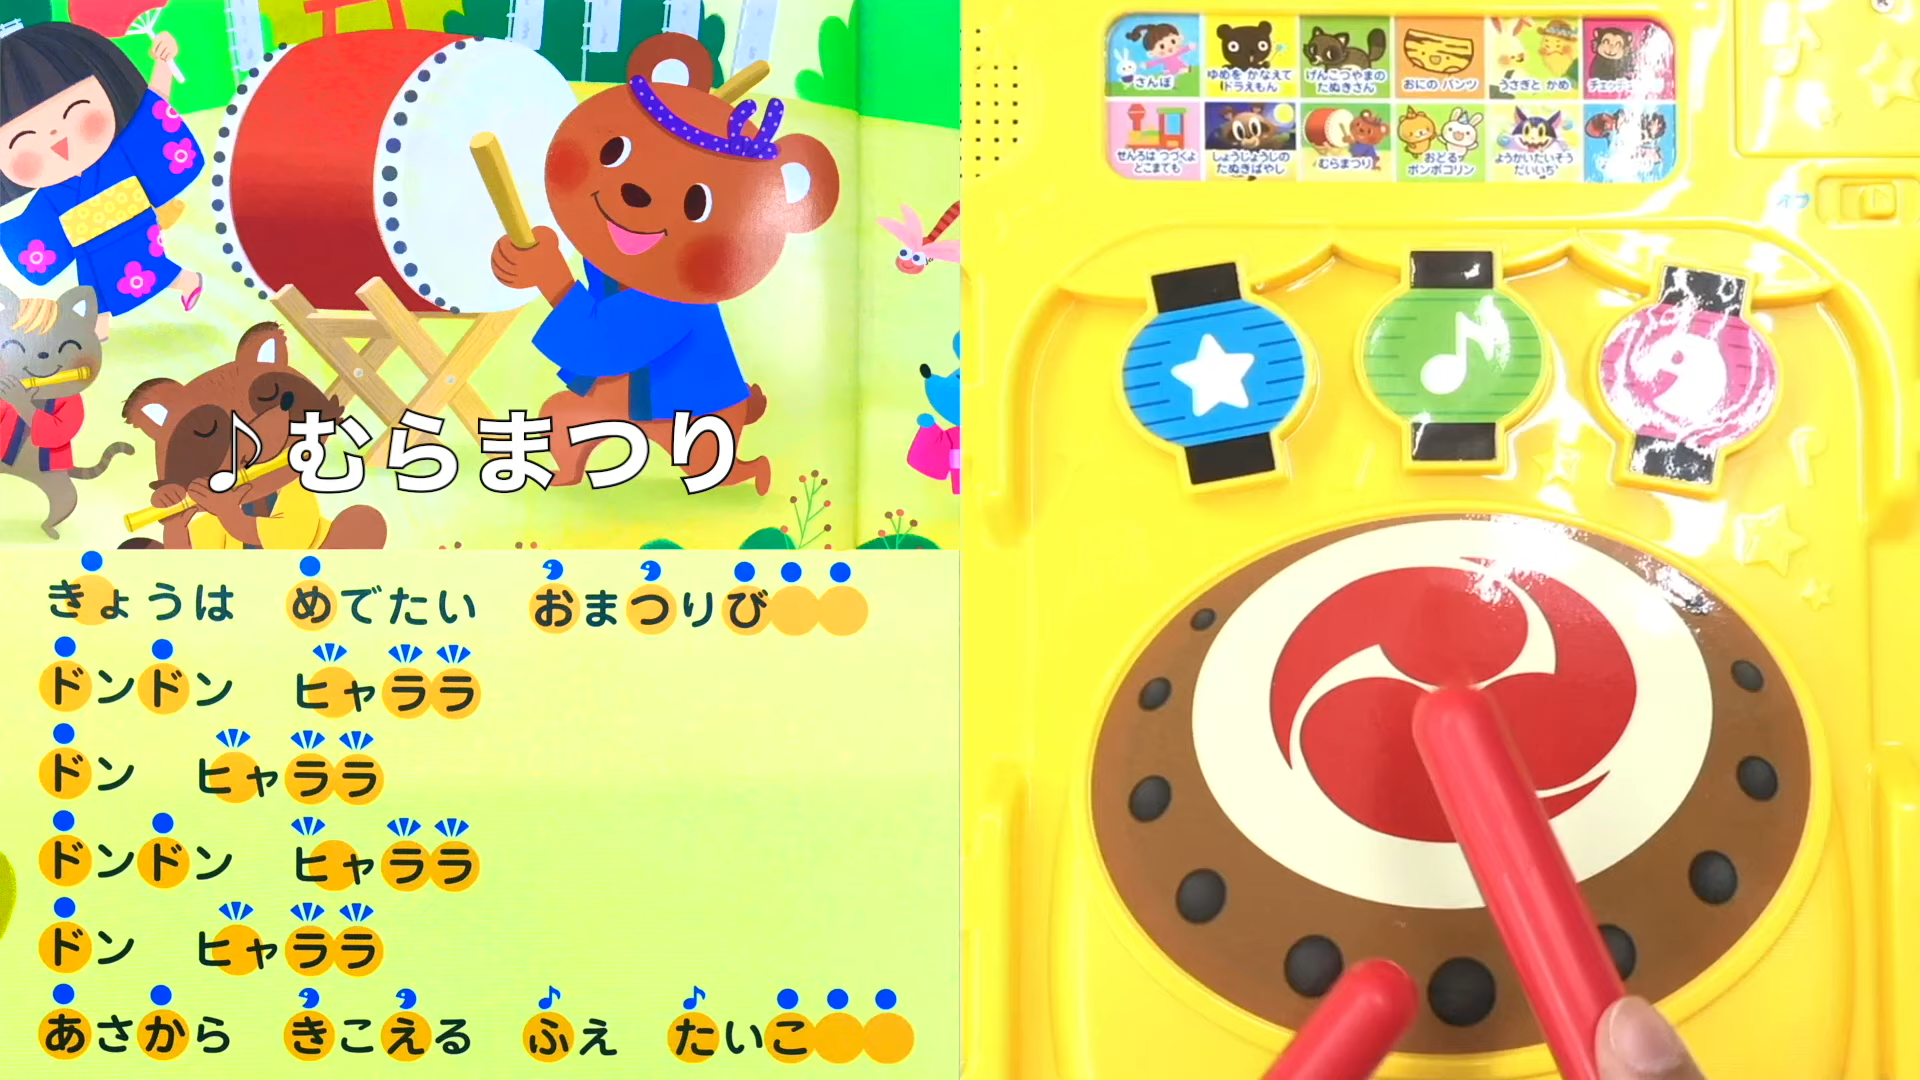 ♪むらまつり
きょうは めでたい おまつりび
ドンドン ヒャララ
ドン ヒャララ
ドンドン ヒャララ
ドン ヒャララ
あさから きこえる ふえ たいこ
さんぽ
ゆめを かなえて
ドラえもん
げんこつやまの
たぬきさん
おにの パンツ
うさぎと かめ
せんろは つづくよ
どこまでも
しょうじょうじの
たぬきばやし
むらまつり
おどるポンポコリン
ようかいたいそう
だいいち
オフ